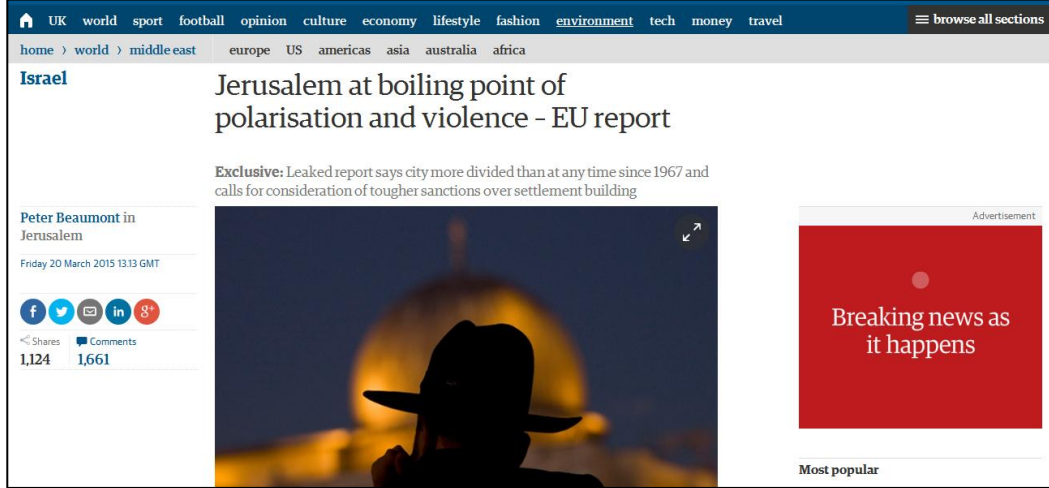 UK world sport football opinion culture economy lifestyle fashion environment tech money travel browse all sections
home › world › middle east europe US americas asia australia africa
Israel
Jerusalem at boiling point of
polarisation and violence – EU report
Exclusive: Leaked report says city more divided than at any time since 1967 and
calls for consideration of tougher sanctions over settlement building
Peter Beaumont in
Jerusalem
Friday 20 March 2015 13.13 GMT
f in g+
Shares Comments
1,124 1,661
Advertisement
Breaking news as
it happens
Most popular